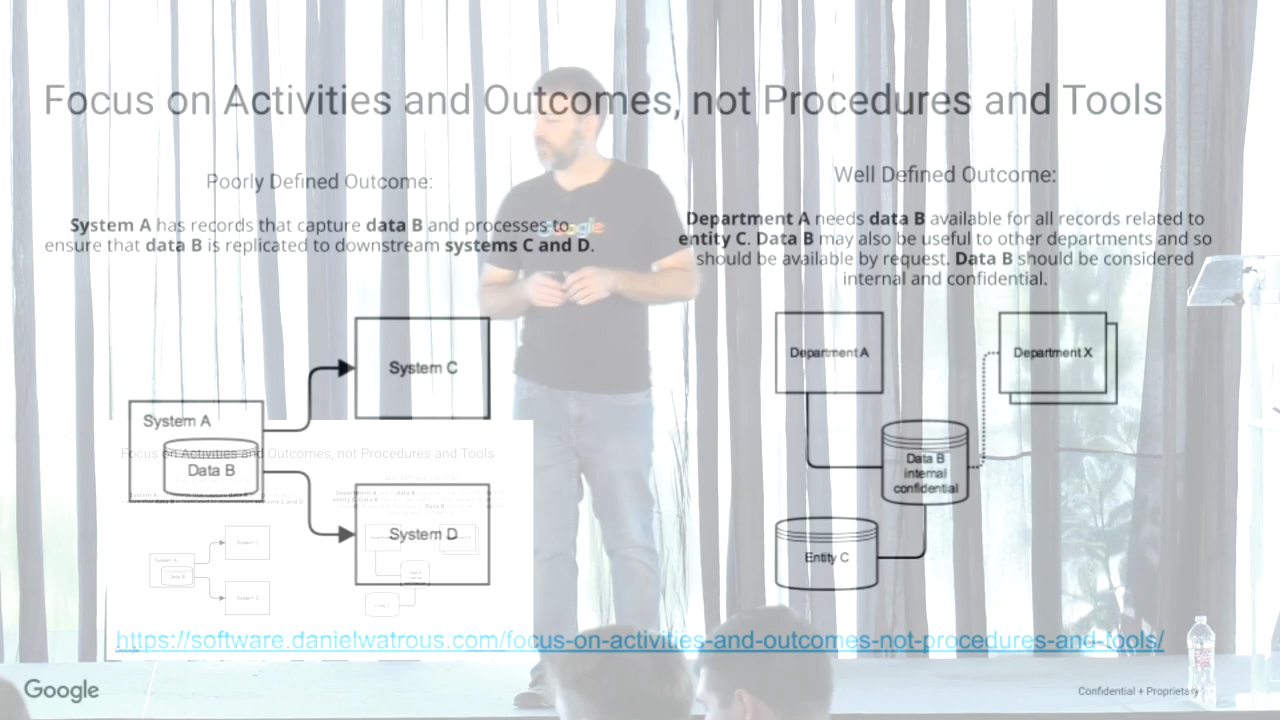 Focus on Activities and Outcomes, not Procedures and Tools
Poorly Defined Outcome:
System A has records that capture data B and processes to
ensure that data B is replicated to downstream systems C and D.
System A
Data B
System C
System D
Well Defined Outcome:
Department A needs data B available for all records related to
entity C. Data B may also be useful to other departments and so
should be available by request. Data B should be considered
internal and confidential.
Department A
Department X
Data B
internal
confidential
Entity C
Google
Focus on Activities and Outcomes, not Procedures and Tools
https://software.danielwatrous.com/focus-on-activities-and-outcomes-not-procedures-and-tools/
Google
Confidential + Proprietary